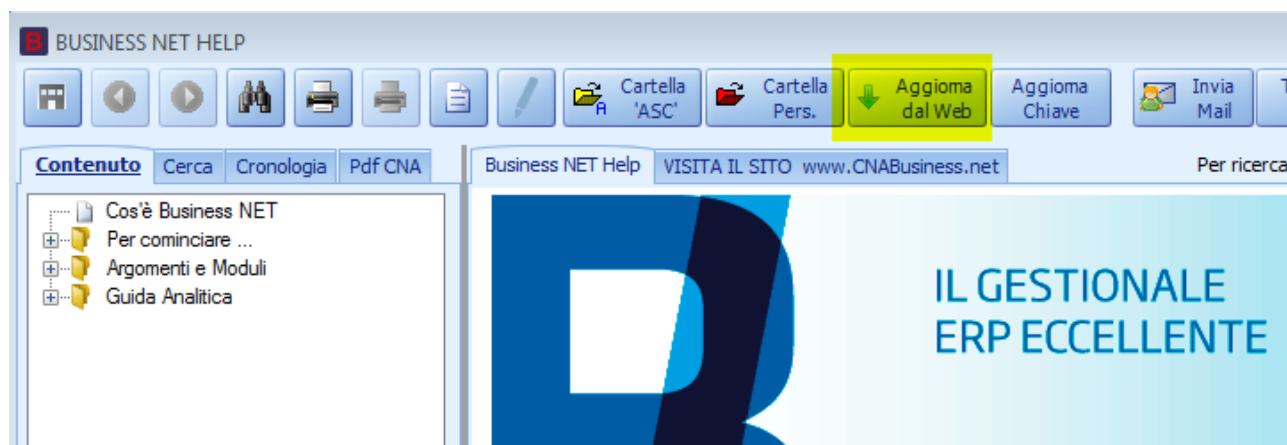 BUSINESS NET HELP
Cartella
'ASC'
Cartella
Pers.
Aggiorna
dal Web
Aggiorna
Chiave
Invia
Mail
Contenuto
Cerca
Cronologia
Pdf CNA
Business NET Help
VISITA IL SITO www.CNABusiness.net
Per ricerca
Cos'è Business NET
Per cominciare ...
Argomenti e Moduli
Guida Analitica
IL GESTIONALE
ERP ECCELLENTE